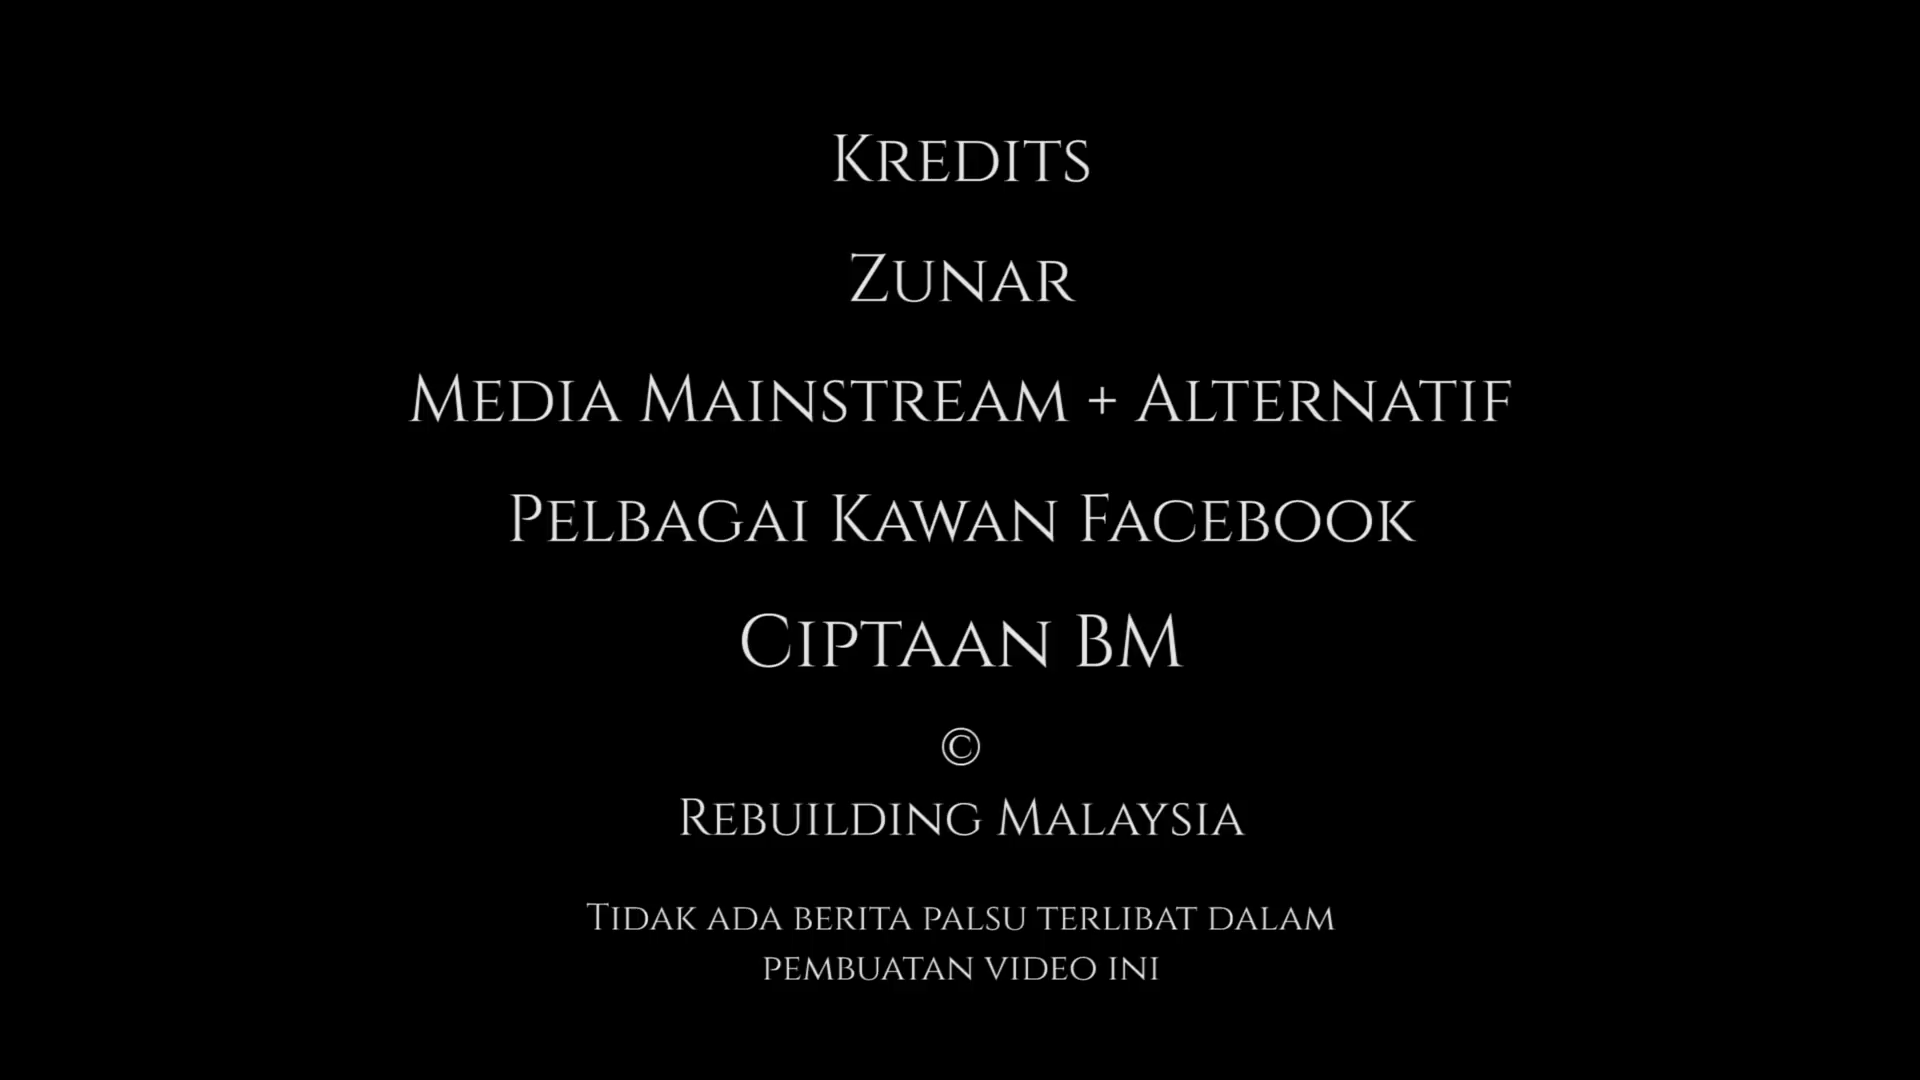 Kredits
Zunar
Media Mainstream + Alternatif
Pelbagai Kawan Facebook
Ciptaan BM
©
Rebuilding Malaysia
Tidak ada berita palsu terlibat dalam
pembuatan video ini